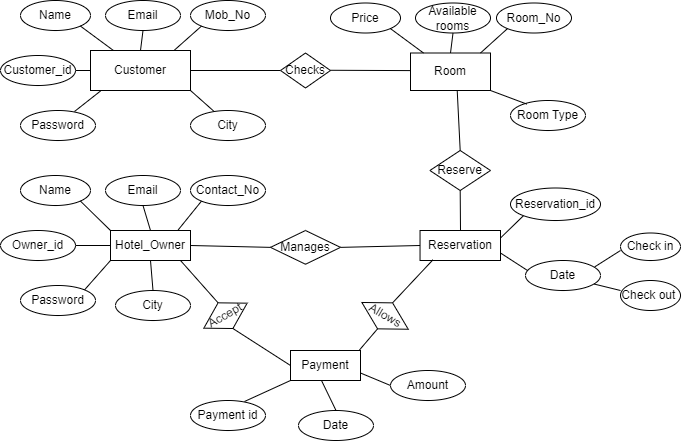 Name
Email
Mob_No
Price
Available
rooms
Room_No
Customer_id
Customer
Checks
Room
Password
City
Room Type
Reserve
Name
Email
Contact_No
Reservation_id
Owner_id
Hotel_Owner
Manages
Reservation
Check in
Date
Password
City
Check out
Accept
Allows
Payment
Amount
Payment id
Date